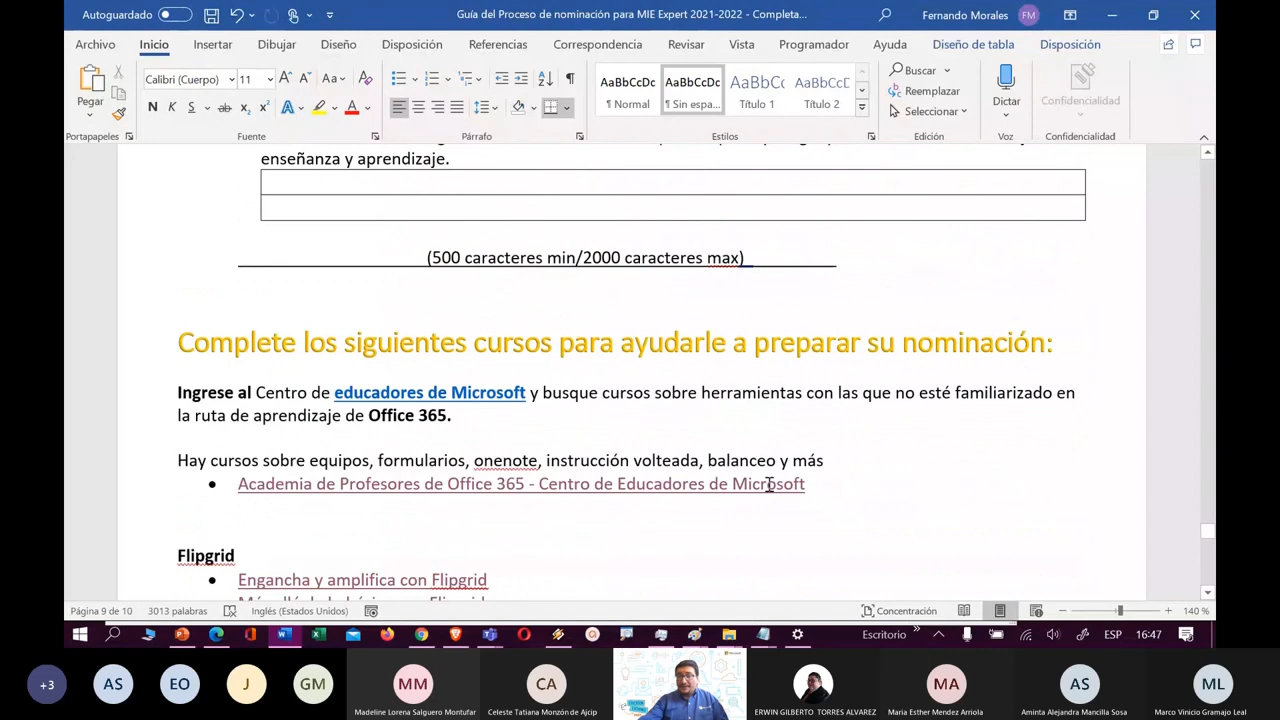 Autoguardado
Guía del Proceso de nominación para MIE Expert 2021-2022 - Completa...
Fernando Morales
FM
Archivo
Inicio
Insertar
Dibujar
Diseño
Disposición
Referencias
Correspondencia
Revisar
Vista
Programador
Ayuda
Diseño de tabla
Disposición
Pegar
Calibri (Cuerpo)
11
Aa
N K S ab x₂ x²
AaBbCcDc
¶ Normal
AaBbCcDc
¶ Sin espa...
AaBbCc
Título 1
AaBbCcC
Título 2
Buscar
Reemplazar
Seleccionar
Dictar
Confidencialidad
Portapapeles
Fuente
Párrafo
Estilos
Edición
Voz
Confidencialidad
enseñanza y aprendizaje.
(500 caracteres min/2000 caracteres max)
Complete los siguientes cursos para ayudarle a preparar su nominación:
Ingrese al Centro de educadores de Microsoft y busque cursos sobre herramientas con las que no esté familiarizado en
la ruta de aprendizaje de Office 365.
Hay cursos sobre equipos, formularios, onenote, instrucción volteada, balanceo y más
• Academia de Profesores de Office 365 - Centro de Educadores de Microsoft
Flipgrid
• Engancha y amplifica con Flipgrid
Página 9 de 10
3013 palabras
Inglés (Estados Unidos)
Concentración
140 %
Escritorio
ESP
16:47
+3
AS
EO
J
GM
MM
Madeline Lorena Salguero Montufar
CA
Celeste Tatiana Monzón de Ajcip
ERWIN GILBERTO TORRES ALVAREZ
MA
Maria Esther Mendez Arriola
AS
Aminta Alejandra Mancilla Sosa
ML
Marco Vinicio Gramajo Leal